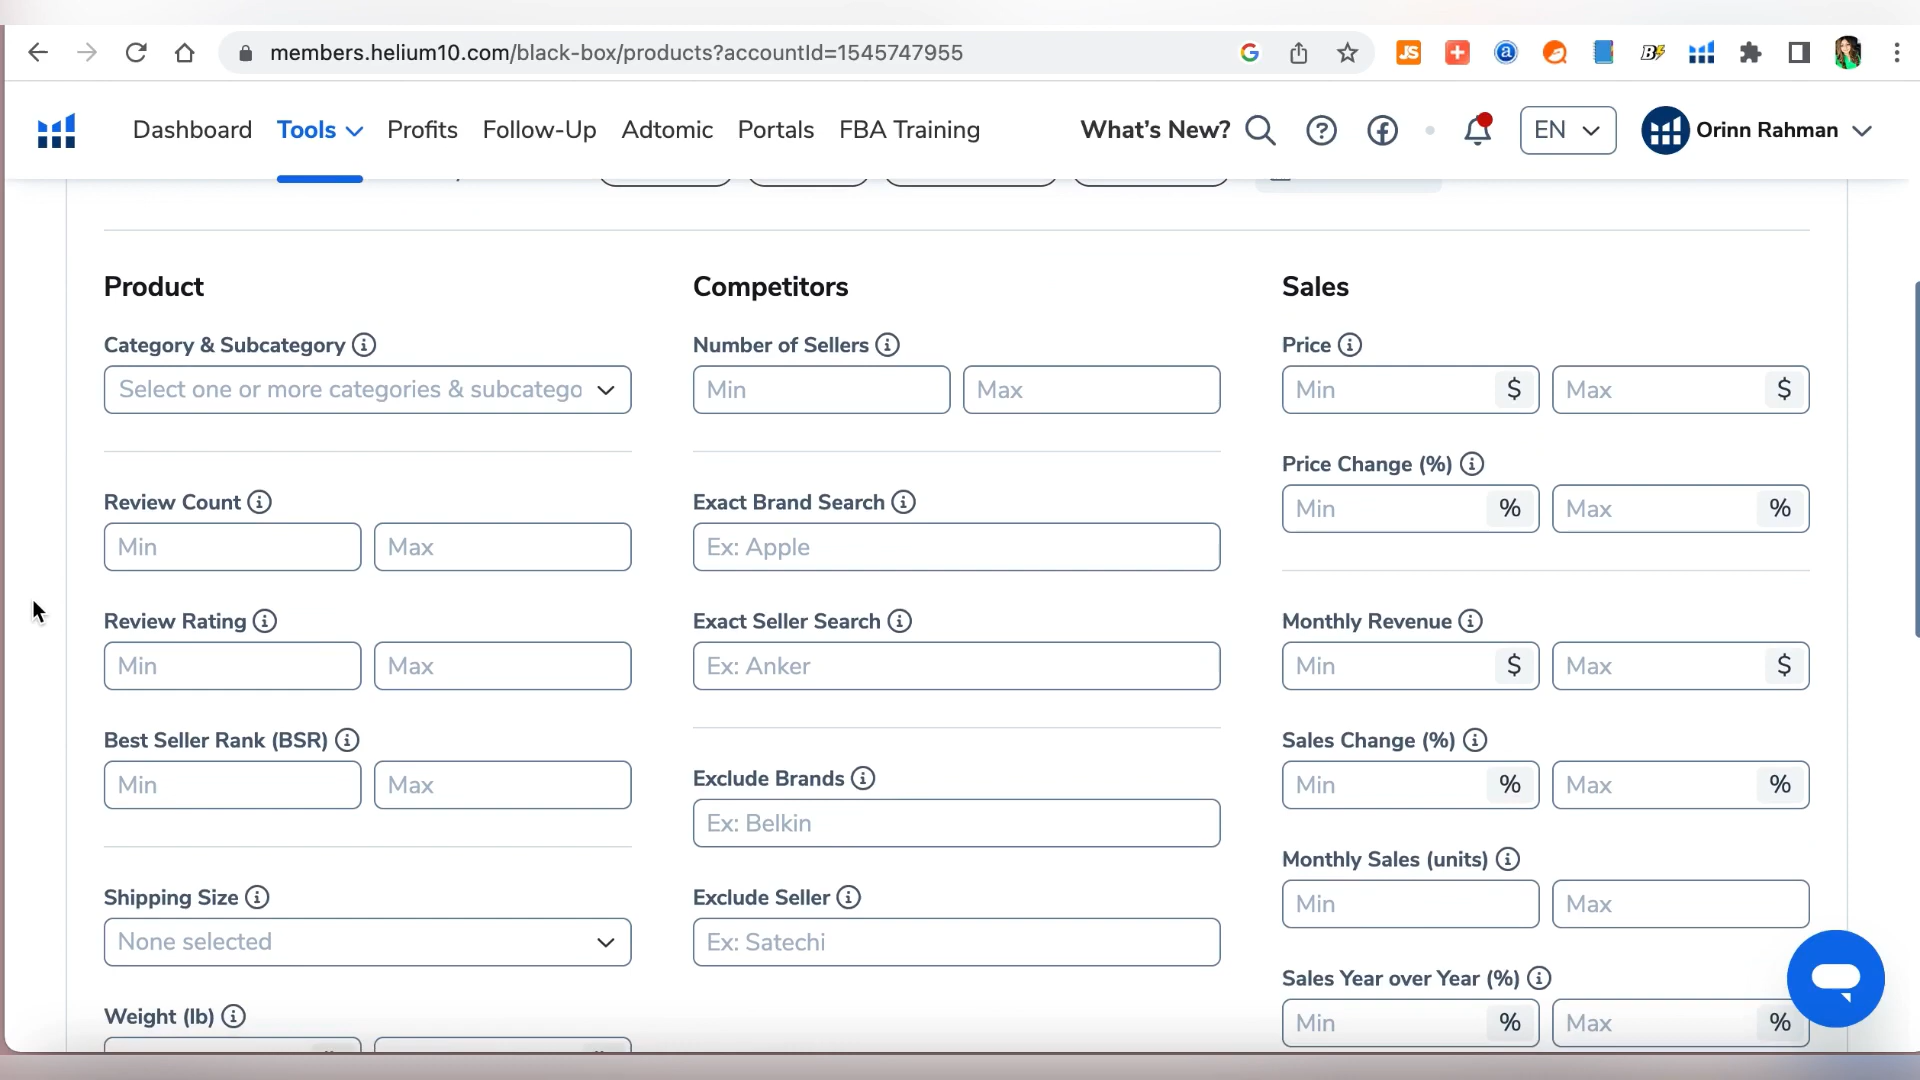 members.helium10.com/black-box/products?accountId=1545747955
Dashboard Tools Profits Follow-Up Adtomic Portals FBA Training What's New? EN Orinn Rahman
Product
Category & Subcategory
Select one or more categories & subcatego
Review Count
Min Max
Review Rating
Min Max
Best Seller Rank (BSR)
Min Max
Shipping Size
None selected
Weight (lb)
Competitors
Number of Sellers
Min Max
Exact Brand Search
Ex: Apple
Exact Seller Search
Ex: Anker
Exclude Brands
Ex: Belkin
Exclude Seller
Ex: Satechi
Sales
Price
Min $ Max $
Price Change (%)
Min % Max %
Monthly Revenue
Min $ Max $
Sales Change (%)
Min % Max %
Monthly Sales (units)
Min Max
Sales Year over Year (%)
Min % Max %